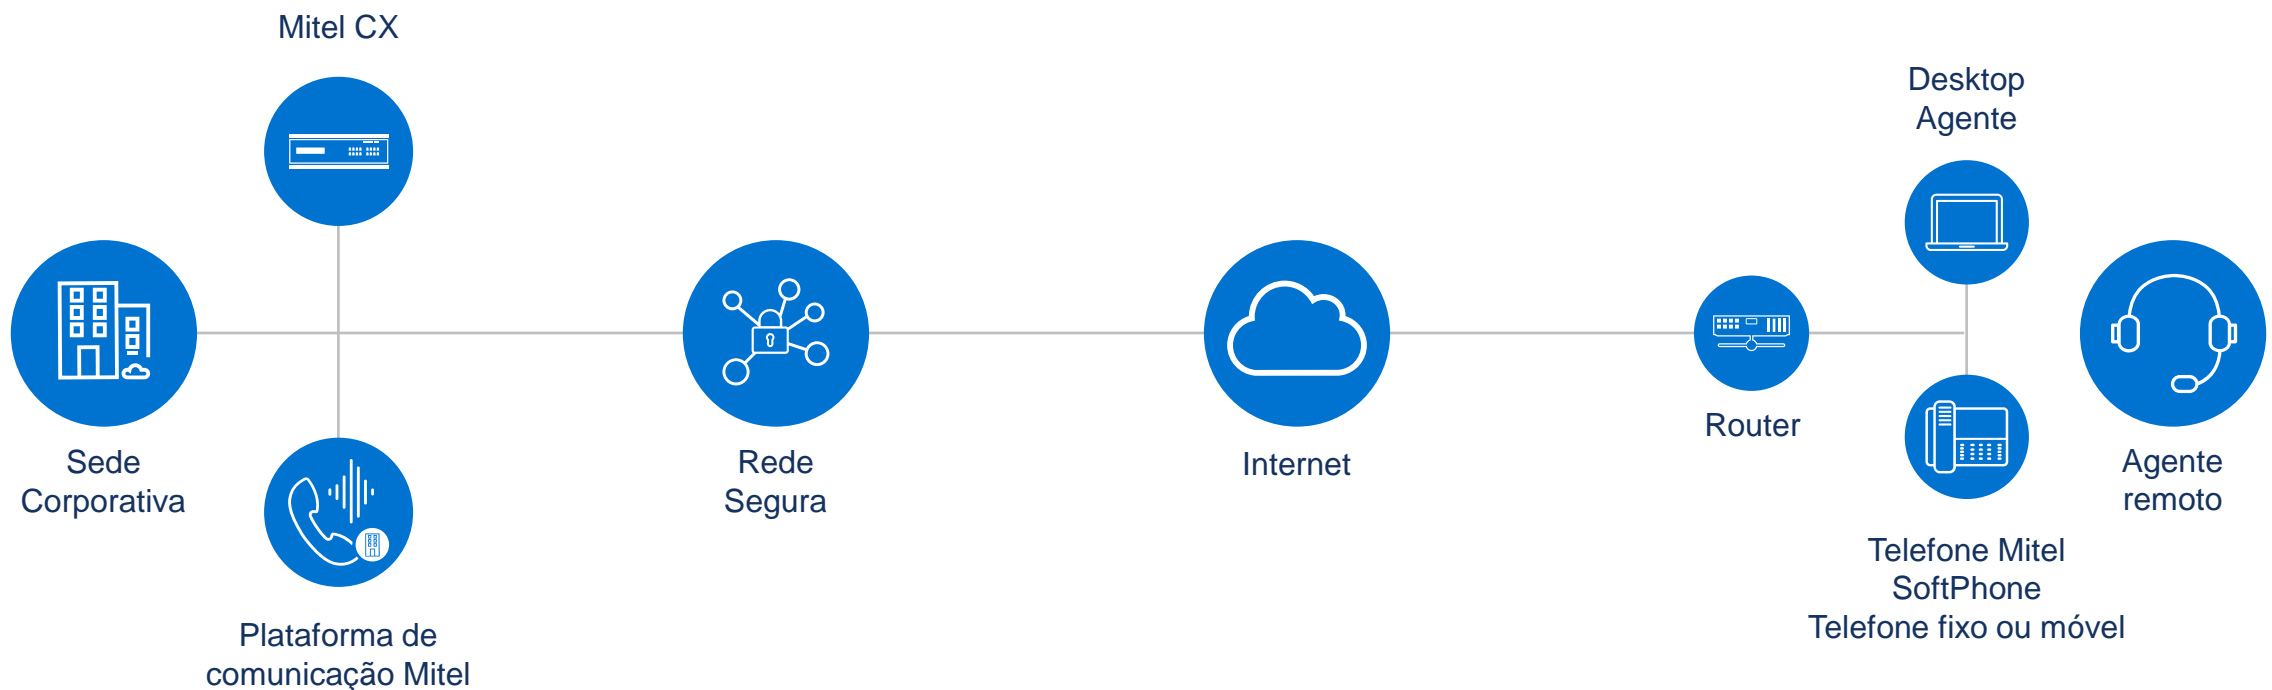 Mitel CX
Desktop
Agente
Sede
Corporativa
Rede
Segura
Internet
Router
Agente
remoto
Plataforma de
comunicação Mitel
Telefone Mitel
SoftPhone
Telefone fixo ou móvel